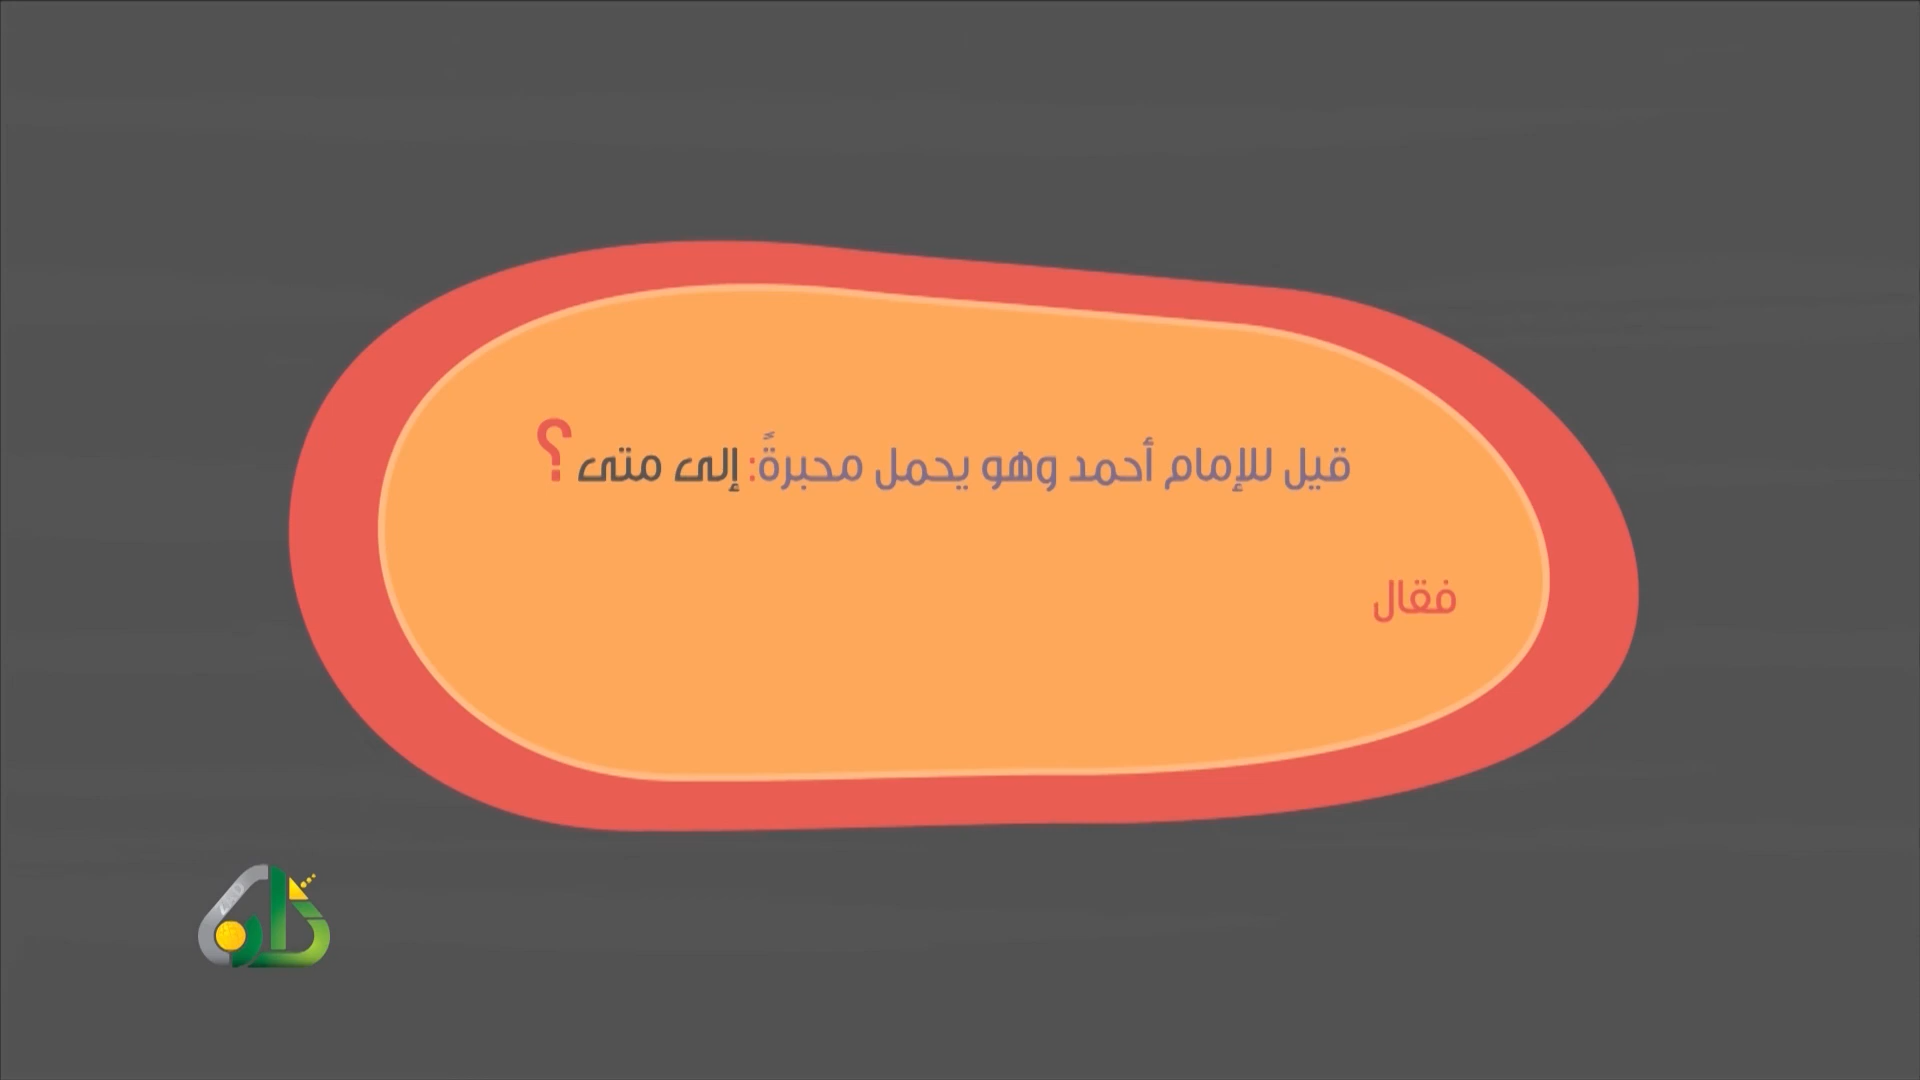 قيل للإمام أحمد وهو يحمل محبرةً: إلى متى؟
فقال